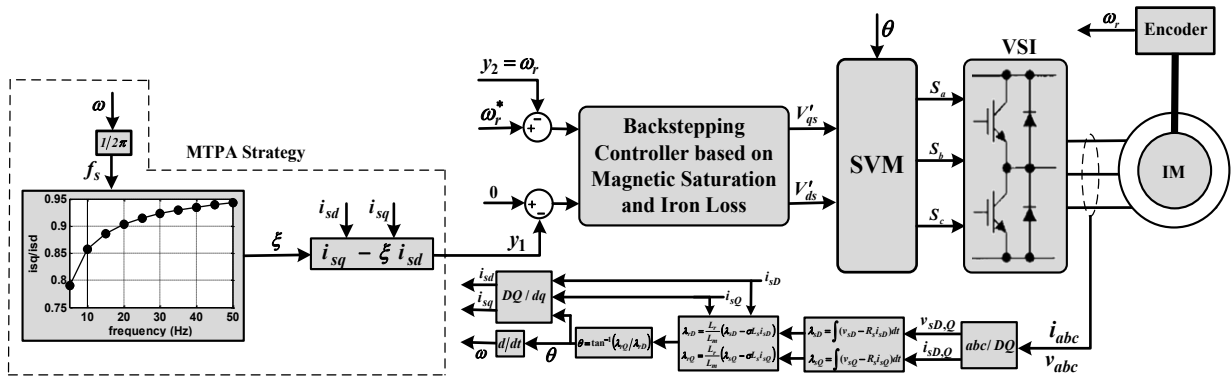 ω
1/2π
f_s
MTPA Strategy
0.95
0.9
0.85
0.8
0.75
10 20 30 40 50
isq/isd
frequency (Hz)
ξ
i_sd i_sq
i_sq − ξ i_sd
y_1
y_2 = ω_r
ω_r^*
+ −
0
+ −
Backstepping
Controller based on
Magnetic Saturation
and Iron Loss
V'_qs
V'_ds
θ
SVM
S_a
S_b
S_c
VSI
ω_r
Encoder
IM
i_abc
v_abc
abc/DQ
v_sD,Q
i_sD,Q
λ_sD = ∫(v_sD − R_s i_sD)dt
λ_sQ = ∫(v_sQ − R_s i_sQ)dt
λ_rD = L_r/L_m (λ_sD − σL_s i_sD)
λ_rQ = L_r/L_m (λ_sQ − σL_s i_sQ)
θ = tan⁻¹(λ_rQ/λ_rD)
i_sD
i_sQ
DQ/dq
i_sd
i_sq
θ
d/dt
ω